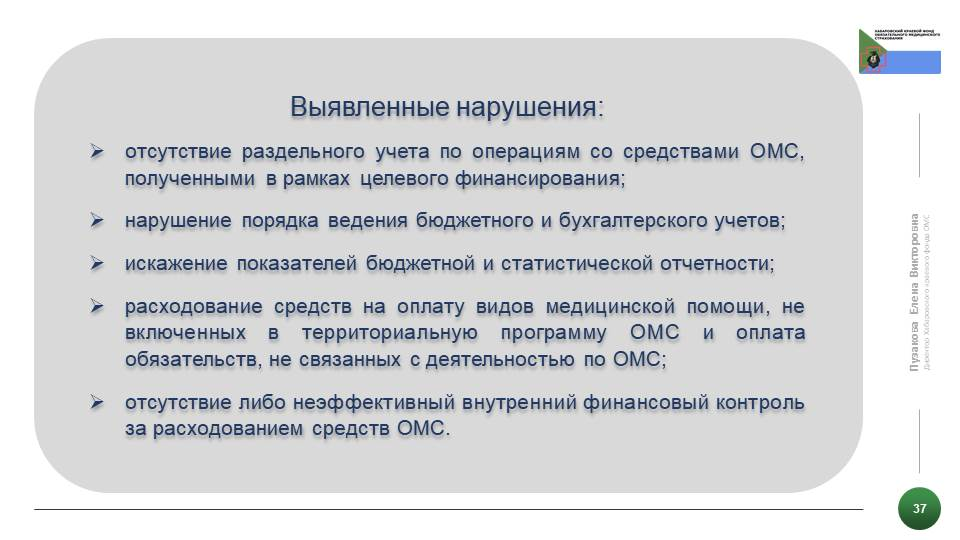 ХАБАРОВСКИЙ КРАЕВОЙ ФОНД
ОБЯЗАТЕЛЬНОГО МЕДИЦИНСКОГО
СТРАХОВАНИЯ
Выявленные нарушения:
➢ отсутствие раздельного учета по операциям со средствами ОМС,
полученными в рамках целевого финансирования;
➢ нарушение порядка ведения бюджетного и бухгалтерского учетов;
➢ искажение показателей бюджетной и статистической отчетности;
➢ расходование средств на оплату видов медицинской помощи, не
включенных в территориальную программу ОМС и оплата
обязательств, не связанных с деятельностью по ОМС;
➢ отсутствие либо неэффективный внутренний финансовый контроль
за расходованием средств ОМС.
Пузакова Елена Викторовна
Директор Хабаровского краевого фонда ОМС
37